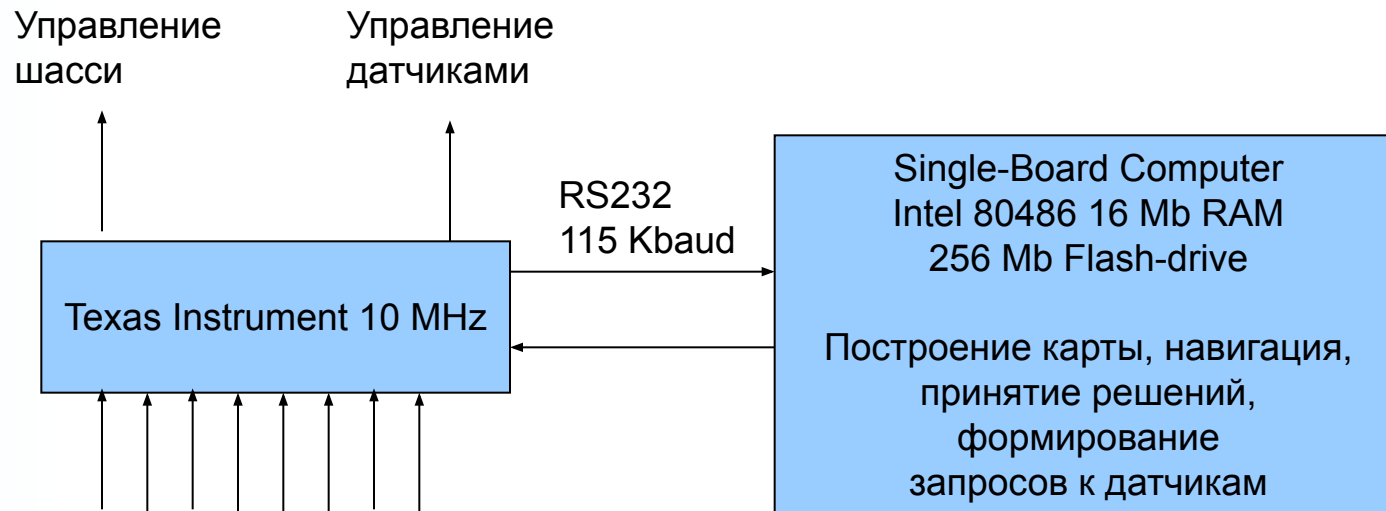 Управление
шасси
Управление
датчиками
RS232
115 Kbaud
Texas Instrument 10 MHz
Single-Board Computer
Intel 80486 16 Mb RAM
256 Mb Flash-drive
Построение карты, навигация,
принятие решений,
формирование
запросов к датчикам